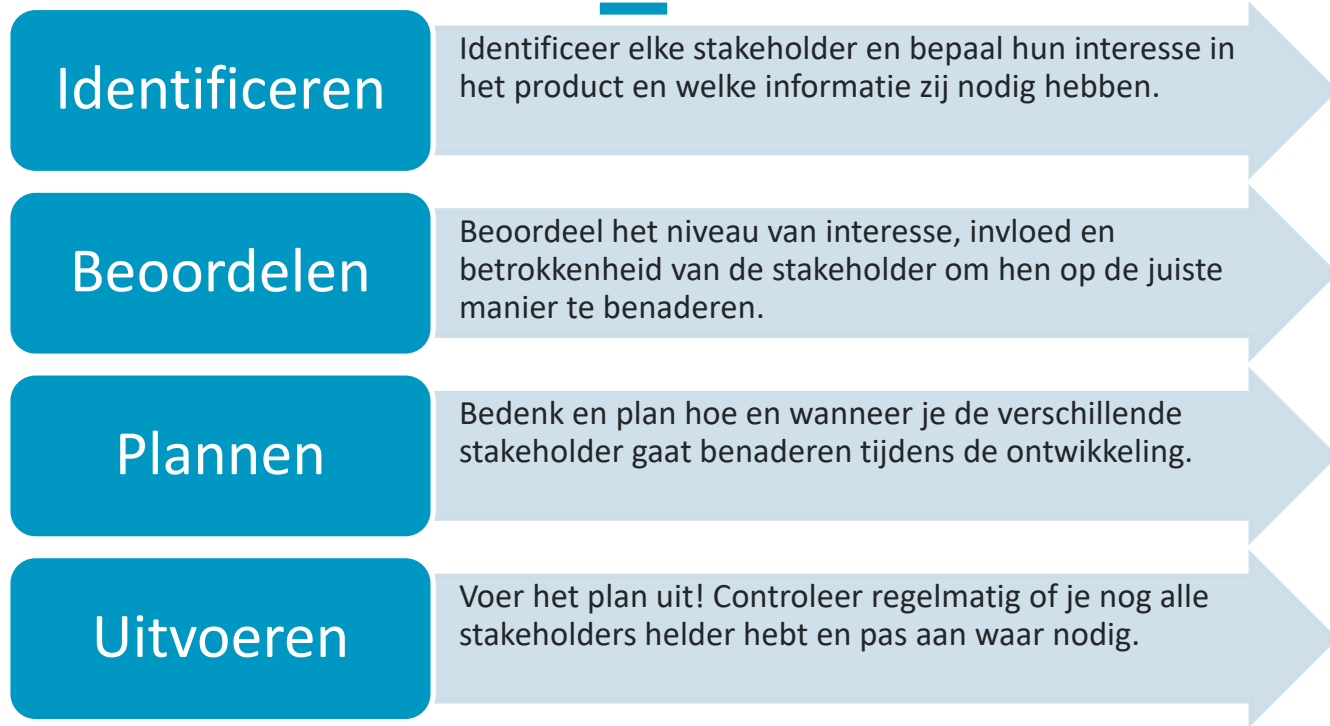 Identificeren
Identificeer elke stakeholder en bepaal hun interesse in
het product en welke informatie zij nodig hebben.
Beoordelen
Beoordeel het niveau van interesse, invloed en
betrokkenheid van de stakeholder om hen op de juiste
manier te benaderen.
Plannen
Bedenk en plan hoe en wanneer je de verschillende
stakeholder gaat benaderen tijdens de ontwikkeling.
Uitvoeren
Voer het plan uit! Controleer regelmatig of je nog alle
stakeholders helder hebt en pas aan waar nodig.